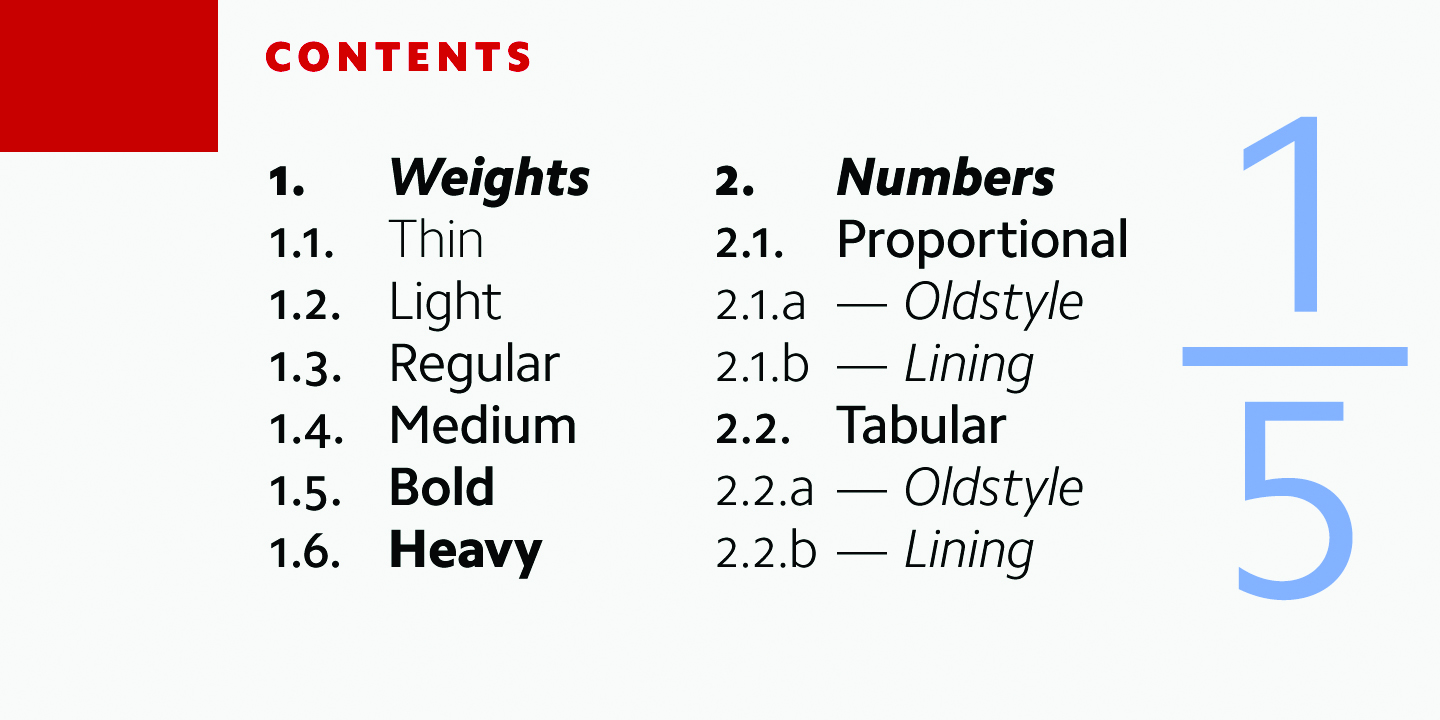 CONTENTS
1. Weights
1.1. Thin
1.2. Light
1.3. Regular
1.4. Medium
1.5. Bold
1.6. Heavy
2. Numbers
2.1. Proportional
2.1.a — Oldstyle
2.1.b — Lining
2.2. Tabular
2.2.a — Oldstyle
2.2.b — Lining
1
5